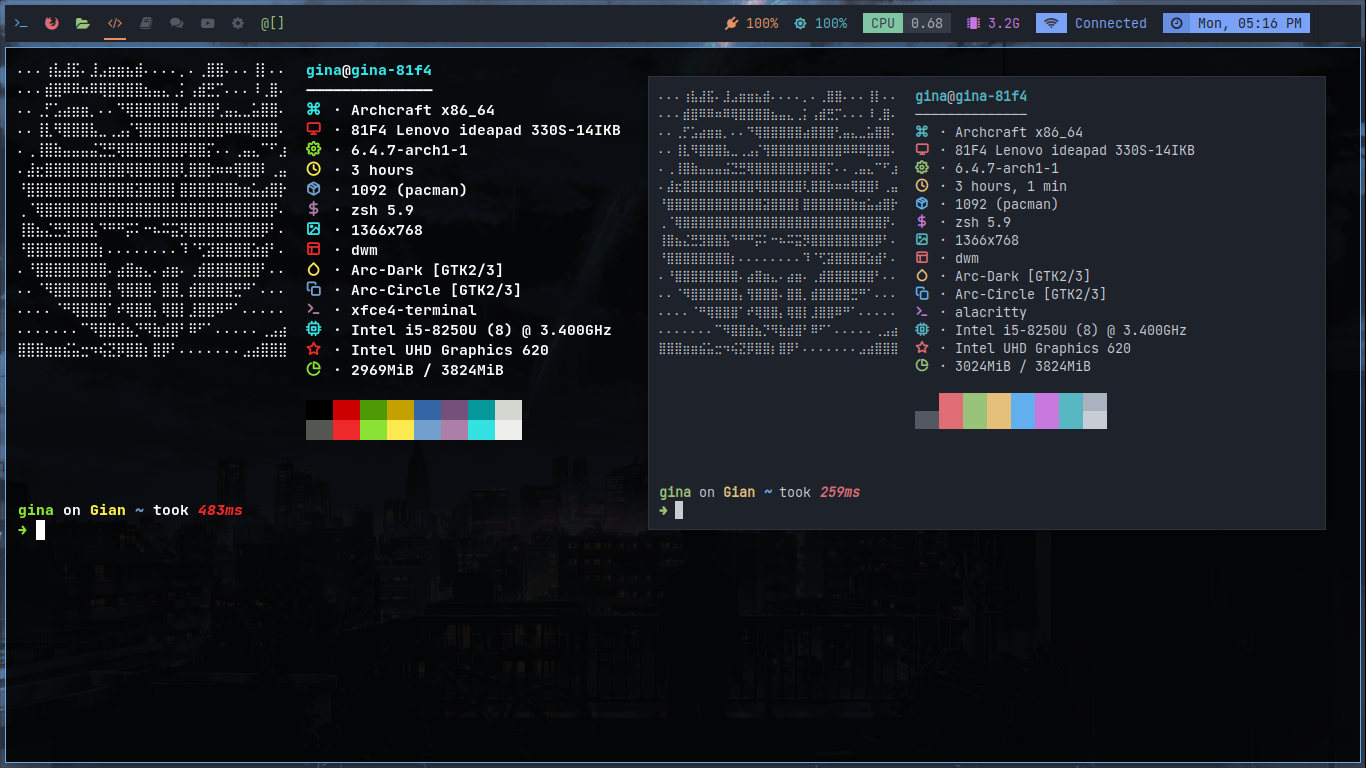 @[]
100%
100%
CPU 0.68
3.2G
Connected
Mon, 05:16 PM
gina@gina-81f4
· Archcraft x86_64
· 81F4 Lenovo ideapad 330S-14IKB
· 6.4.7-arch1-1
· 3 hours
· 1092 (pacman)
· zsh 5.9
· 1366x768
· dwm
· Arc-Dark [GTK2/3]
· Arc-Circle [GTK2/3]
· xfce4-terminal
· Intel i5-8250U (8) @ 3.400GHz
· Intel UHD Graphics 620
· 2969MiB / 3824MiB
gina on Gian ~ took 483ms
➜
gina@gina-81f4
· Archcraft x86_64
· 81F4 Lenovo ideapad 330S-14IKB
· 6.4.7-arch1-1
· 3 hours, 1 min
· 1092 (pacman)
· zsh 5.9
· 1366x768
· dwm
· Arc-Dark [GTK2/3]
· Arc-Circle [GTK2/3]
· alacritty
· Intel i5-8250U (8) @ 3.400GHz
· Intel UHD Graphics 620
· 3024MiB / 3824MiB
gina on Gian ~ took 259ms
➜